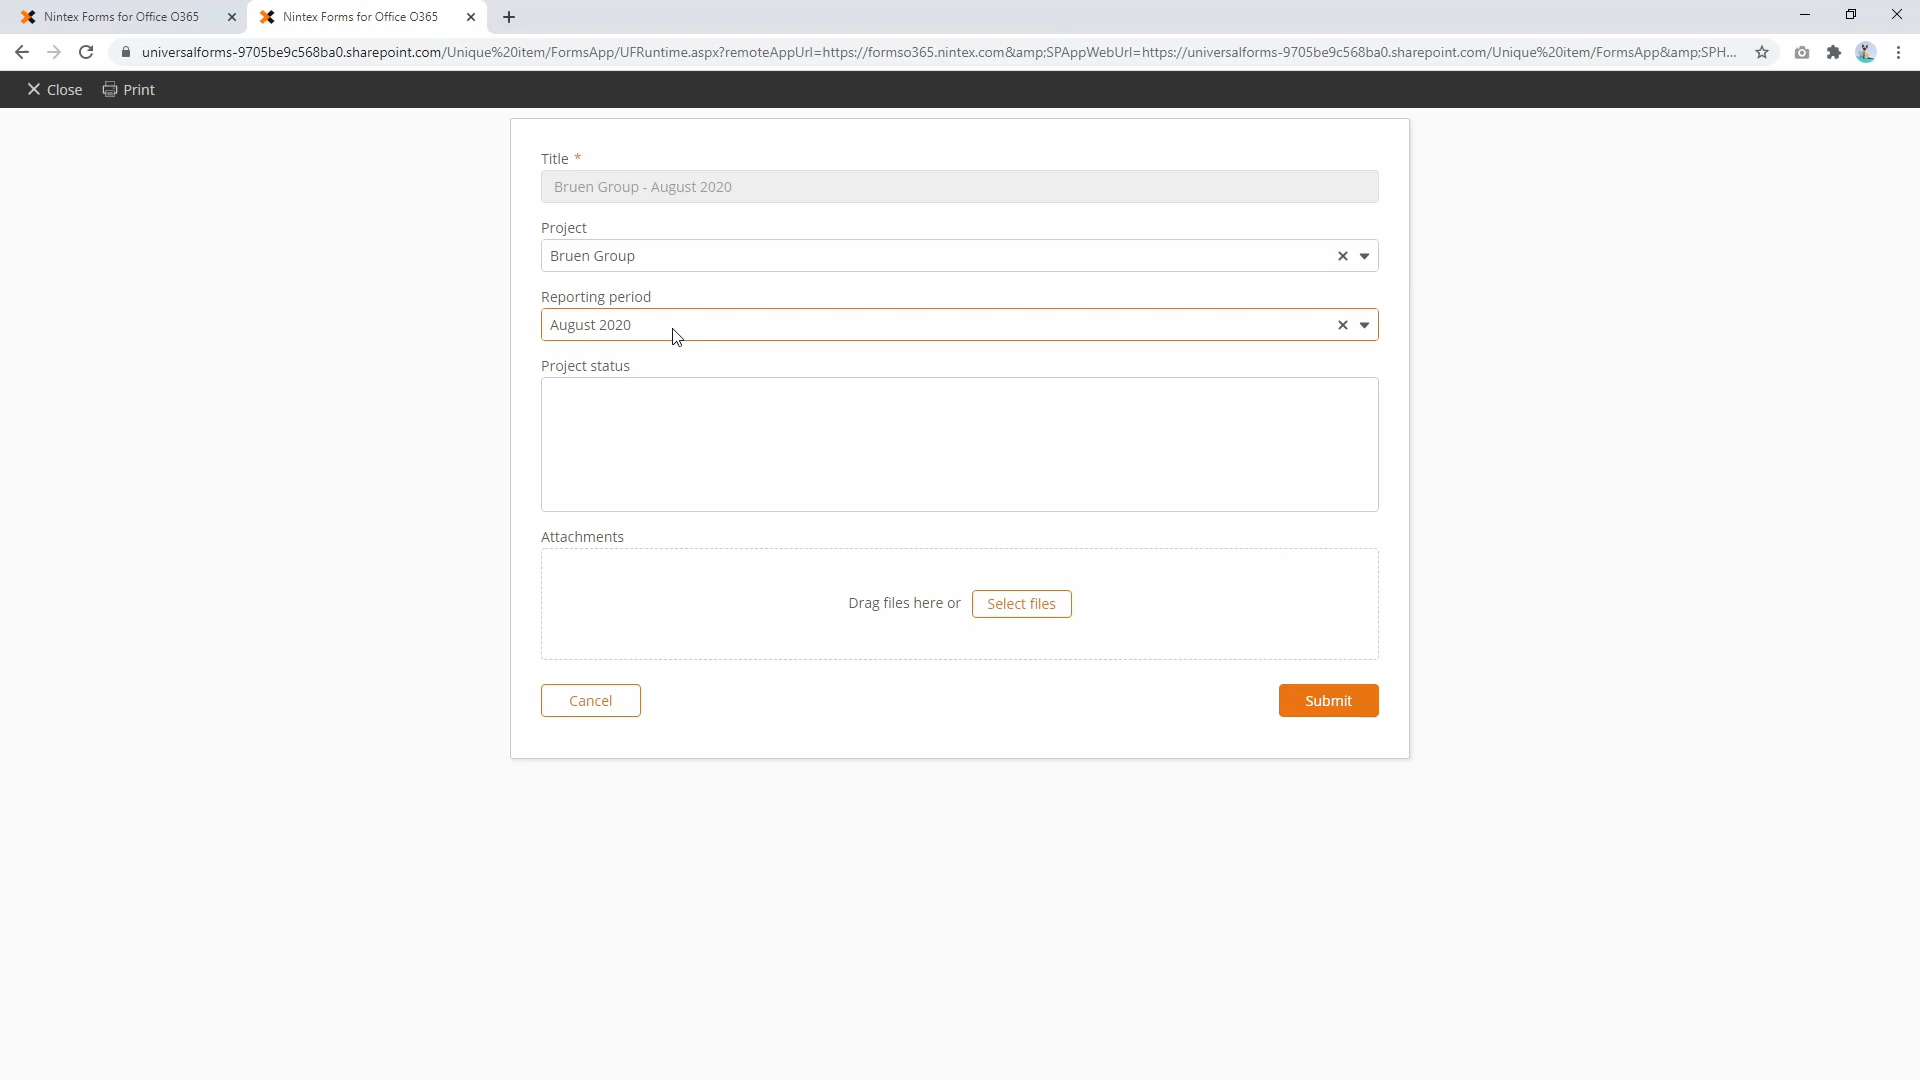 Nintex Forms for Office O365
Nintex Forms for Office O365
universalforms-9705be9c568ba0.sharepoint.com/Unique%20item/FormsApp/UFRuntime.aspx?remoteAppUrl=https://formso365.nintex.com&amp;SPAppWebUrl=https://universalforms-9705be9c568ba0.sharepoint.com/Unique%20item/FormsApp&amp;SPH...
Close Print
Title *
Bruen Group - August 2020
Project
Bruen Group
Reporting period
August 2020
Project status
Attachments
Drag files here or Select files
Cancel Submit